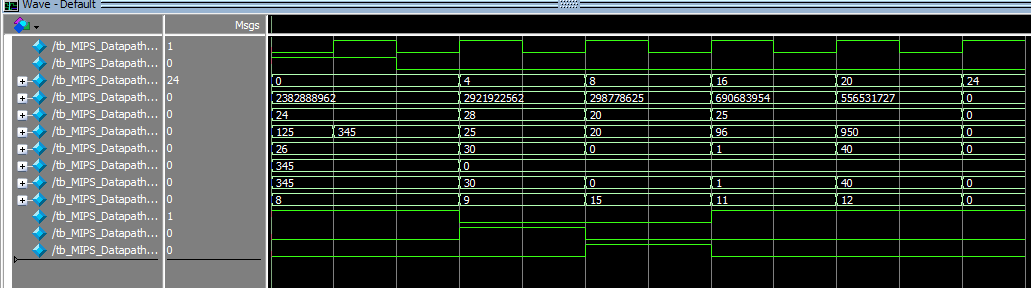 Wave - Default
Msgs
/tb_MIPS_Datapath... 1
/tb_MIPS_Datapath... 0
/tb_MIPS_Datapath... 24 0 4 8 16 20 24
/tb_MIPS_Datapath... 0 2382888962 2921922562 298778625 690683954 556531727 0
/tb_MIPS_Datapath... 0 24 28 20 25 0
/tb_MIPS_Datapath... 0 125 345 25 20 96 950 0
/tb_MIPS_Datapath... 0 26 30 0 1 40 0
/tb_MIPS_Datapath... 0 345 0
/tb_MIPS_Datapath... 0 345 30 0 1 40 0
/tb_MIPS_Datapath... 0 8 9 15 11 12 0
/tb_MIPS_Datapath... 1
/tb_MIPS_Datapath... 0
/tb_MIPS_Datapath... 0